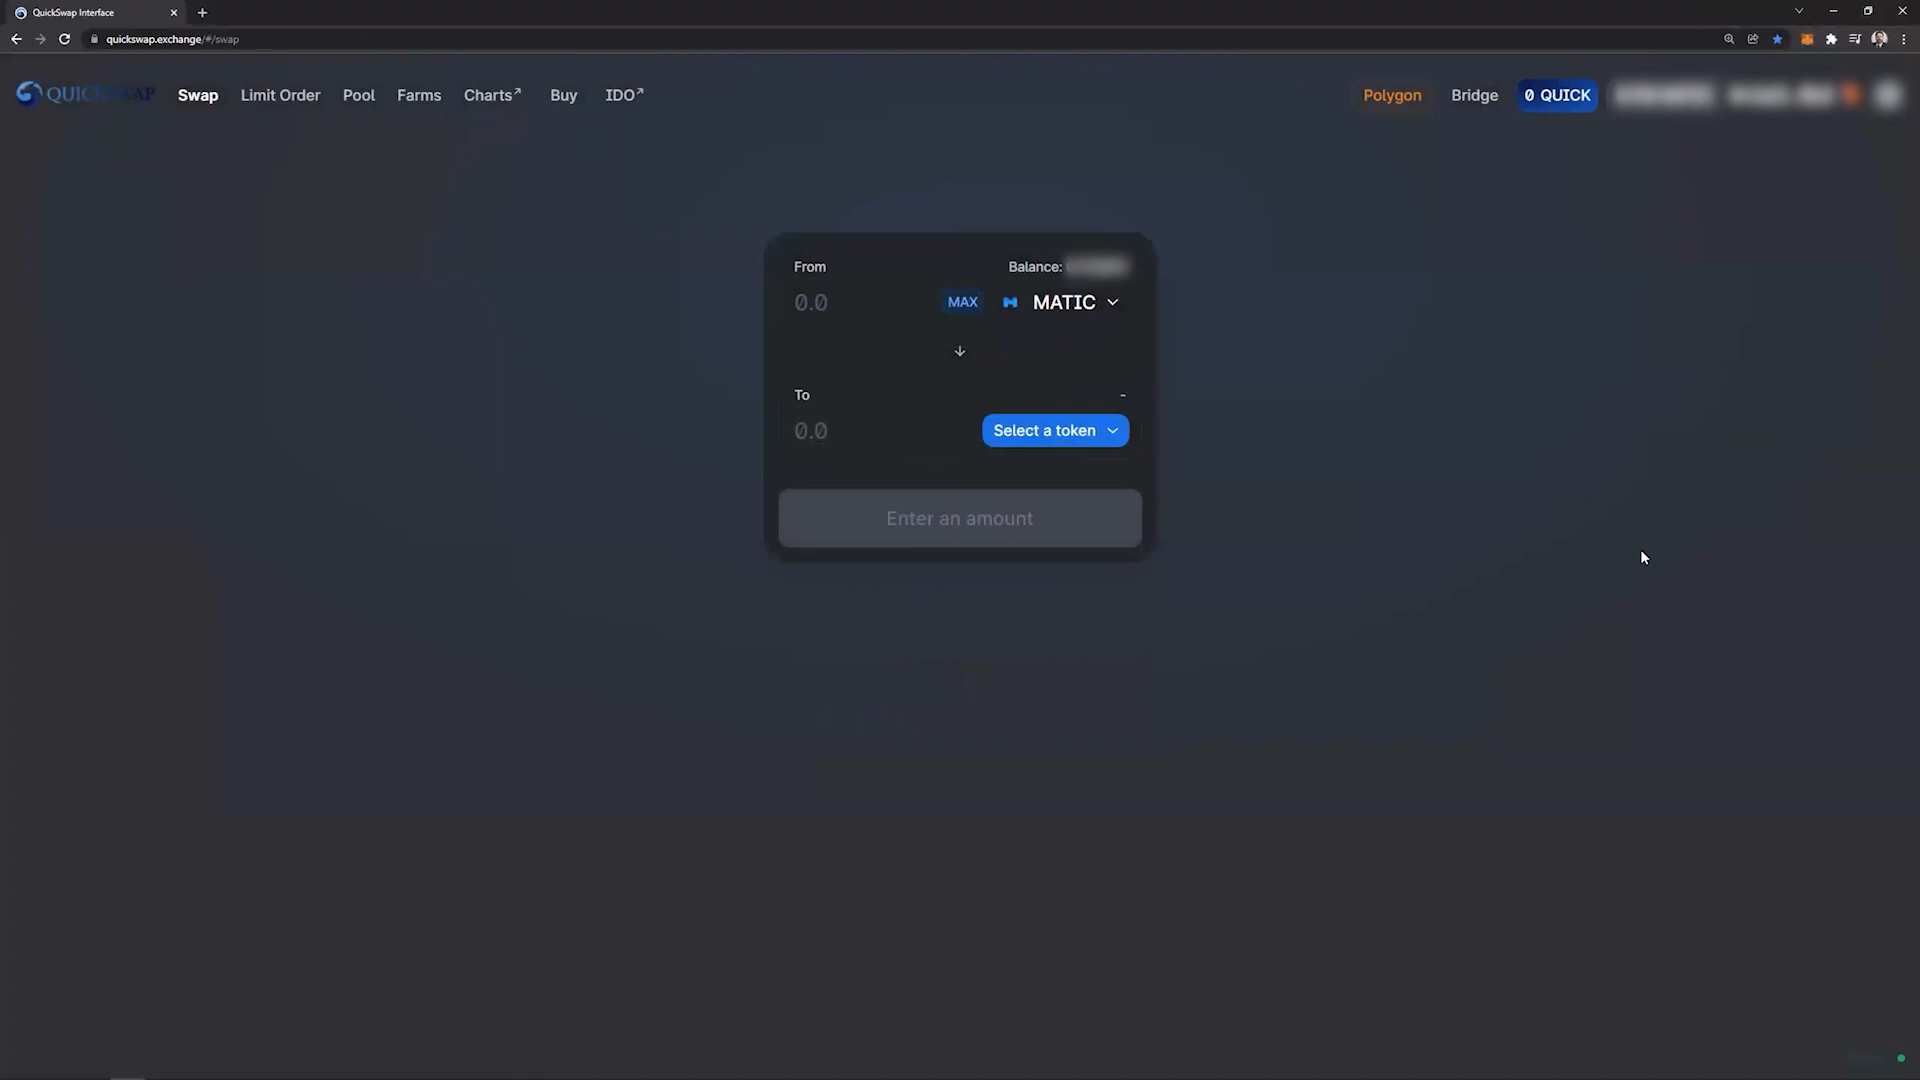 QuickSwap Interface
quickswap.exchange/#/swap
QUICKSWAP Swap Limit Order Pool Farms Charts↗ Buy IDO↗ Polygon Bridge 0 QUICK
From Balance:
0.0 MAX MATIC
To -
0.0 Select a token
Enter an amount